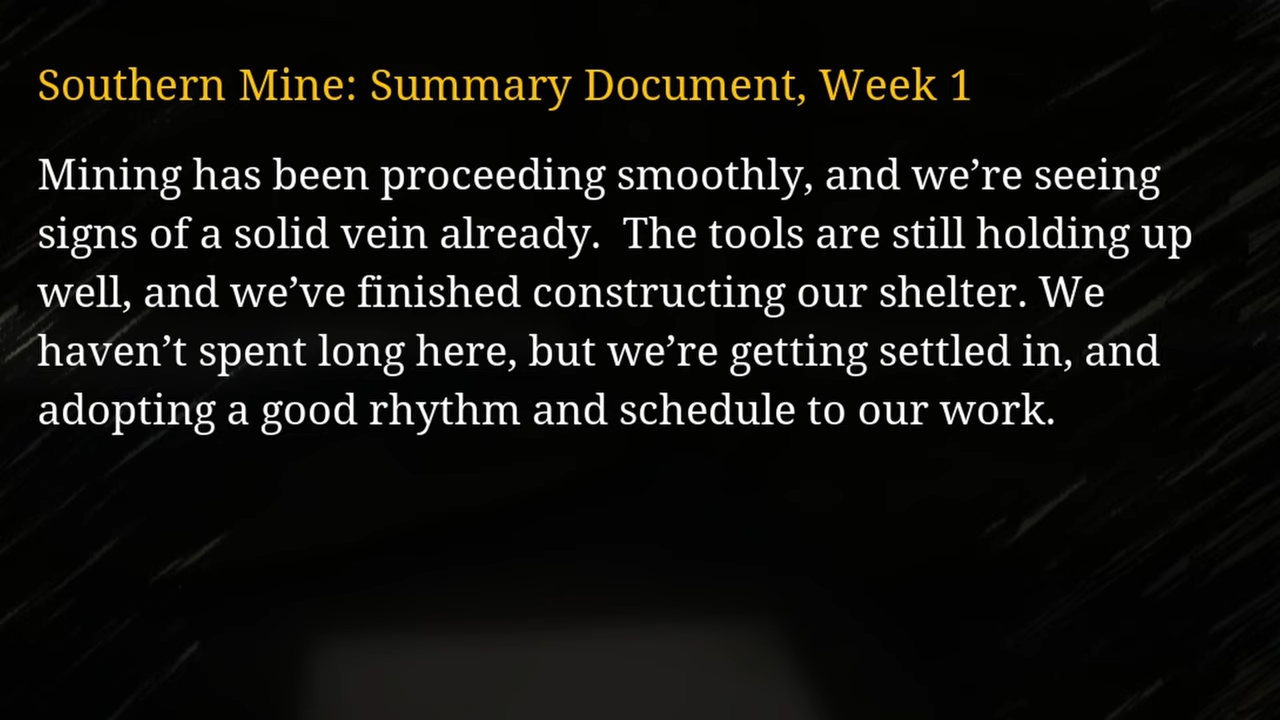 Southern Mine: Summary Document, Week 1
Mining has been proceeding smoothly, and we’re seeing
signs of a solid vein already.  The tools are still holding up
well, and we’ve finished constructing our shelter. We
haven’t spent long here, but we’re getting settled in, and
adopting a good rhythm and schedule to our work.